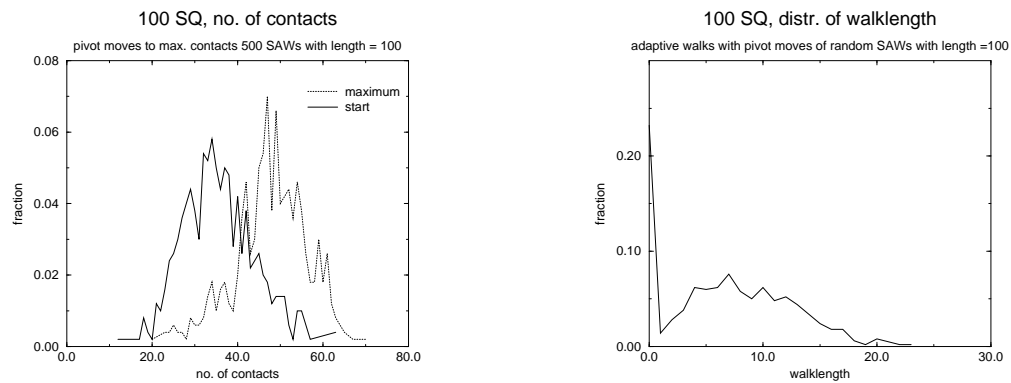 100 SQ, no. of contacts
pivot moves to max. contacts 500 SAWs with length = 100
0.08
0.06
0.04
0.02
0.00
fraction
maximum
start
0.0
20.0
40.0
60.0
80.0
no. of contacts
100 SQ, distr. of walklength
adaptive walks with pivot moves of random SAWs with length =100
0.20
0.10
0.00
fraction
0.0
10.0
20.0
30.0
walklength